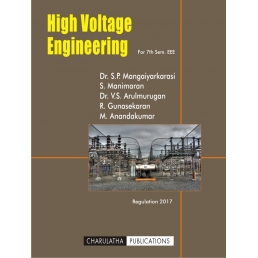 High Voltage
Engineering
For 7th Sem. EEE
Dr. S.P. Mangaiyarkarasi
S. Manimaran
Dr. V.S. Arulmurugan
R. Gunasekaran
M. Anandakumar
Regulation 2017
CHARULATHA PUBLICATIONS